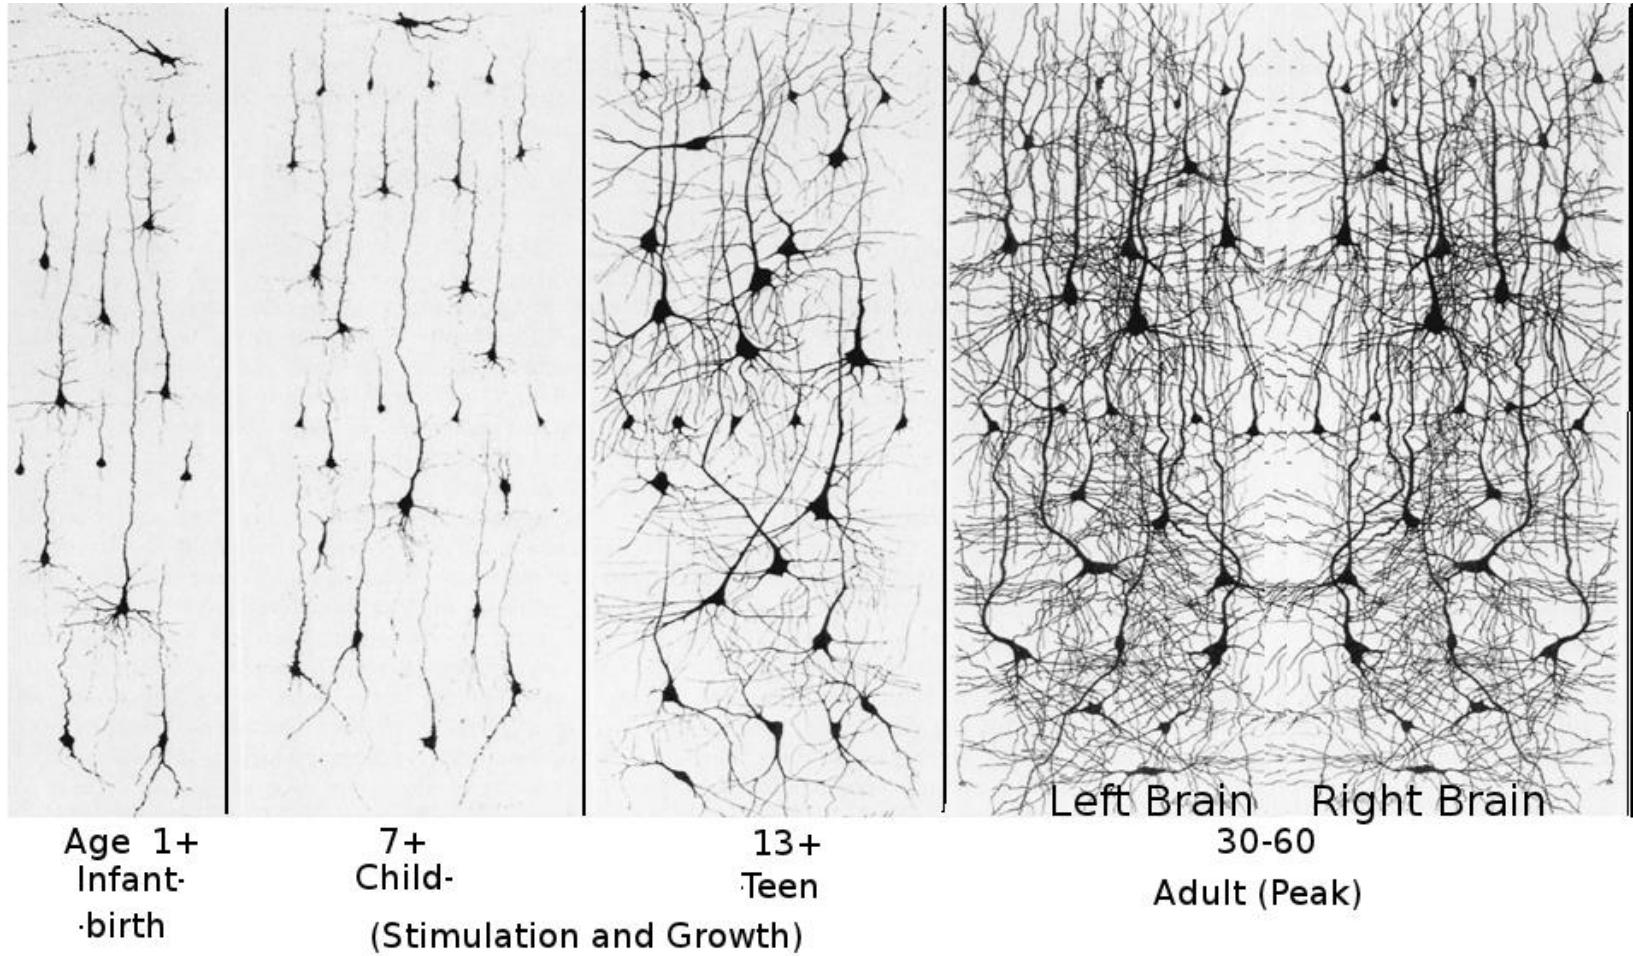 Left Brain Right Brain
Age 1+ 7+ 13+ 30-60
Infant- Child- ·Teen Adult (Peak)
·birth
(Stimulation and Growth)